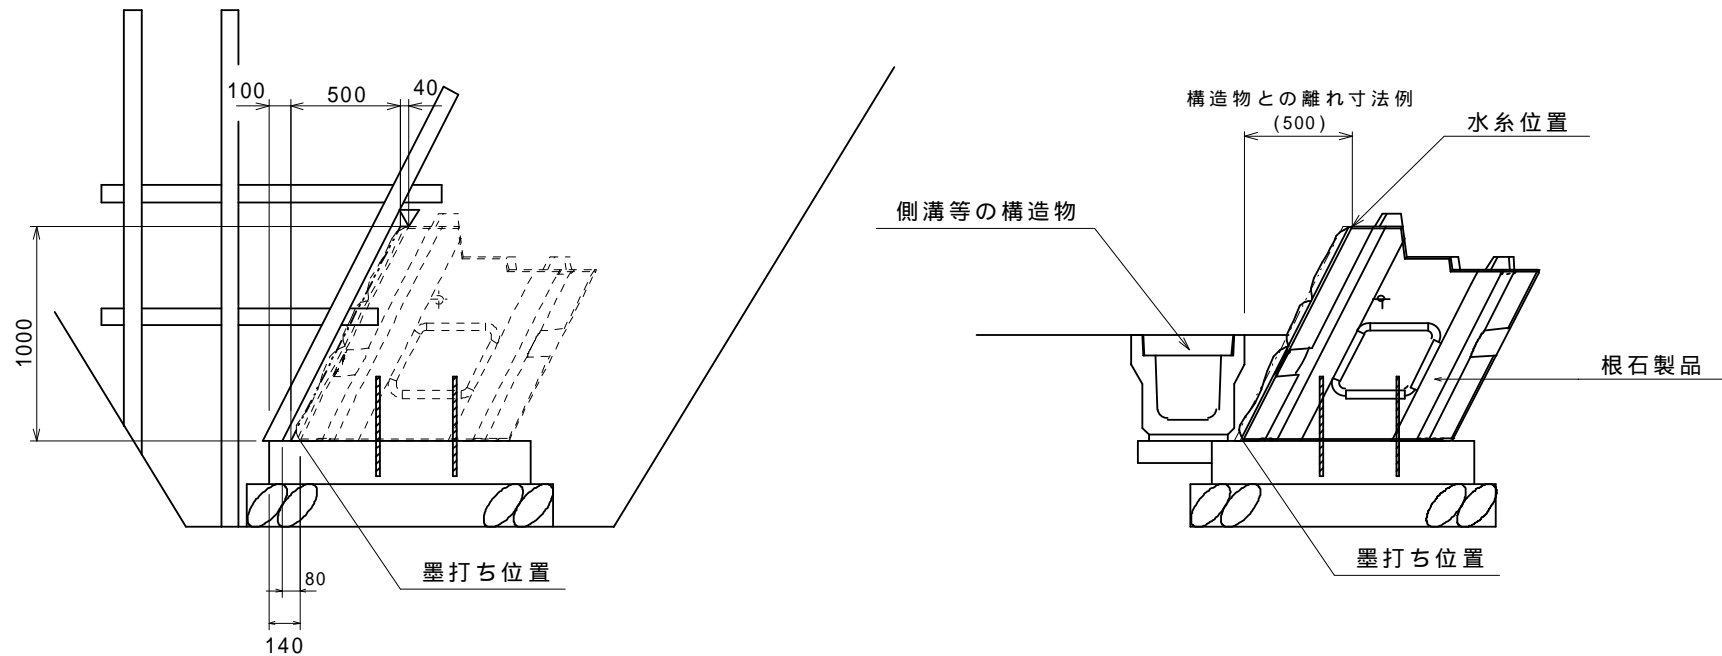 100
500
40
1000
墨打ち位置
80
140
構造物との離れ寸法例
(500)
水糸位置
側溝等の構造物
根石製品
墨打ち位置